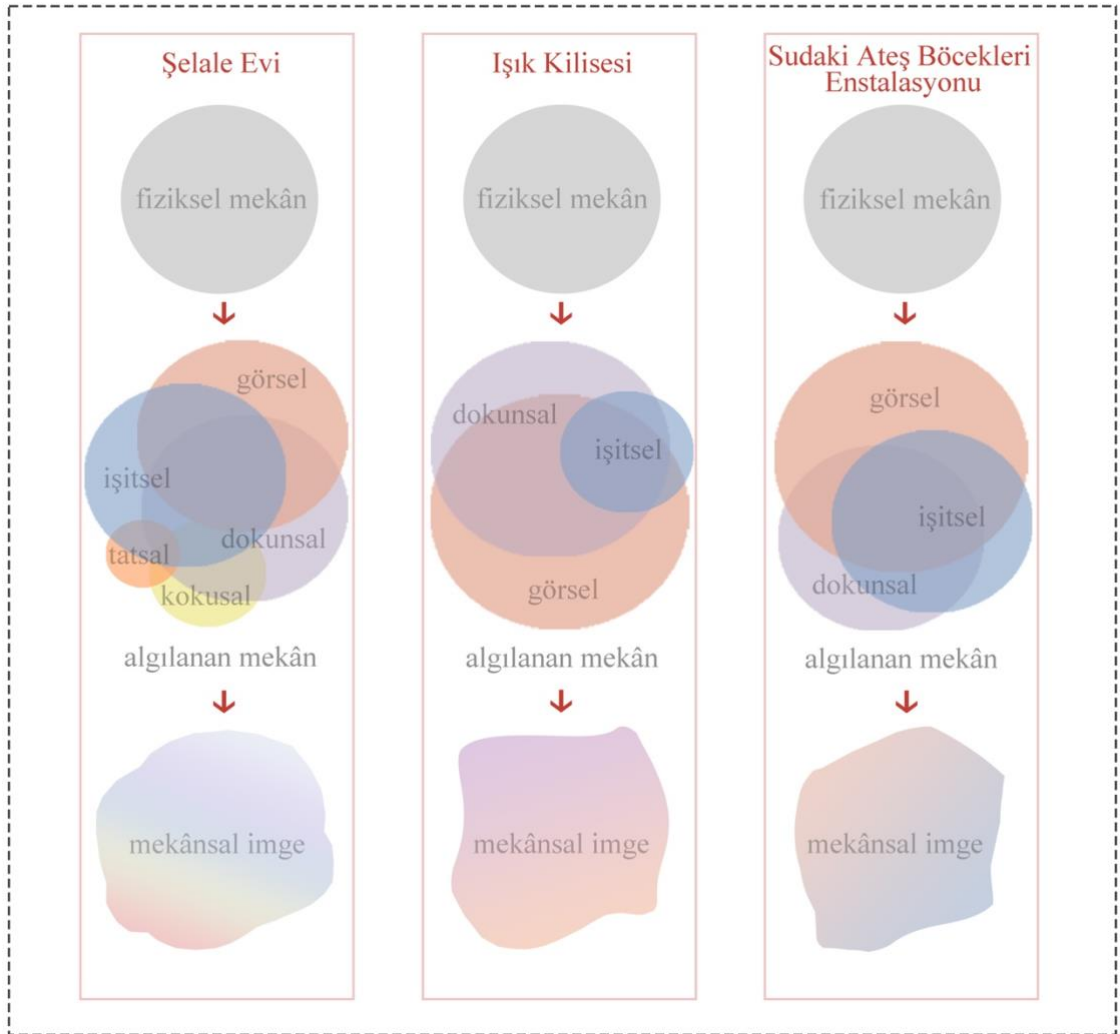 Şelale Evi
fiziksel mekân
görsel
işitsel
dokunsal
tatsal
kokusal
algılanan mekân
mekânsal imge
Işık Kilisesi
fiziksel mekân
dokunsal
işitsel
görsel
algılanan mekân
mekânsal imge
Sudaki Ateş Böcekleri
Enstalasyonu
fiziksel mekân
görsel
işitsel
dokunsal
algılanan mekân
mekânsal imge